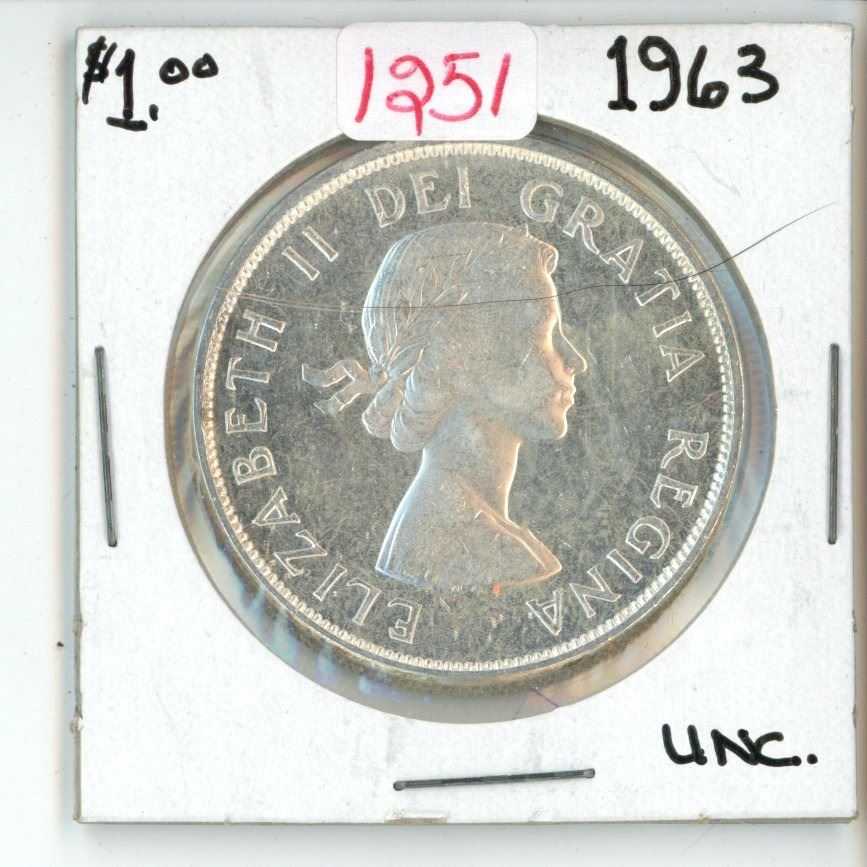 $1.00
1251
1963
ELIZABETH II DEI GRATIA REGINA
UNC.